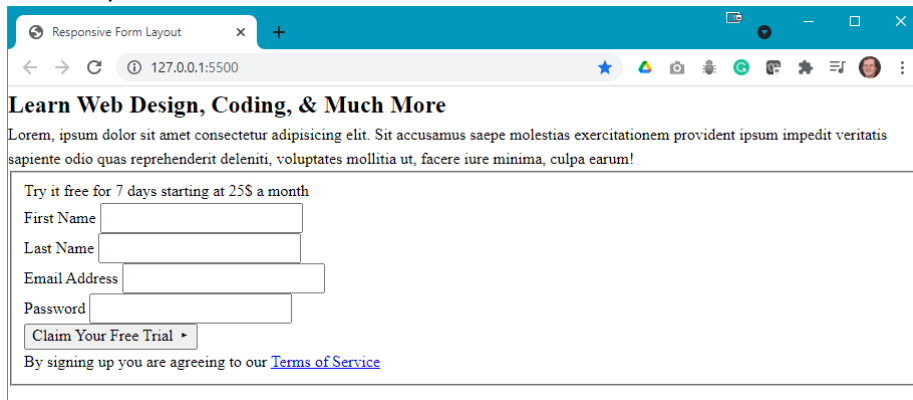 Responsive Form Layout
127.0.0.1:5500
Learn Web Design, Coding, & Much More
Lorem, ipsum dolor sit amet consectetur adipisicing elit. Sit accusamus saepe molestias exercitationem provident ipsum impedit veritatis
sapiente odio quas reprehenderit deleniti, voluptates mollitia ut, facere iure minima, culpa earum!
Try it free for 7 days starting at 25$ a month
First Name
Last Name
Email Address
Password
Claim Your Free Trial ‣
By signing up you are agreeing to our Terms of Service